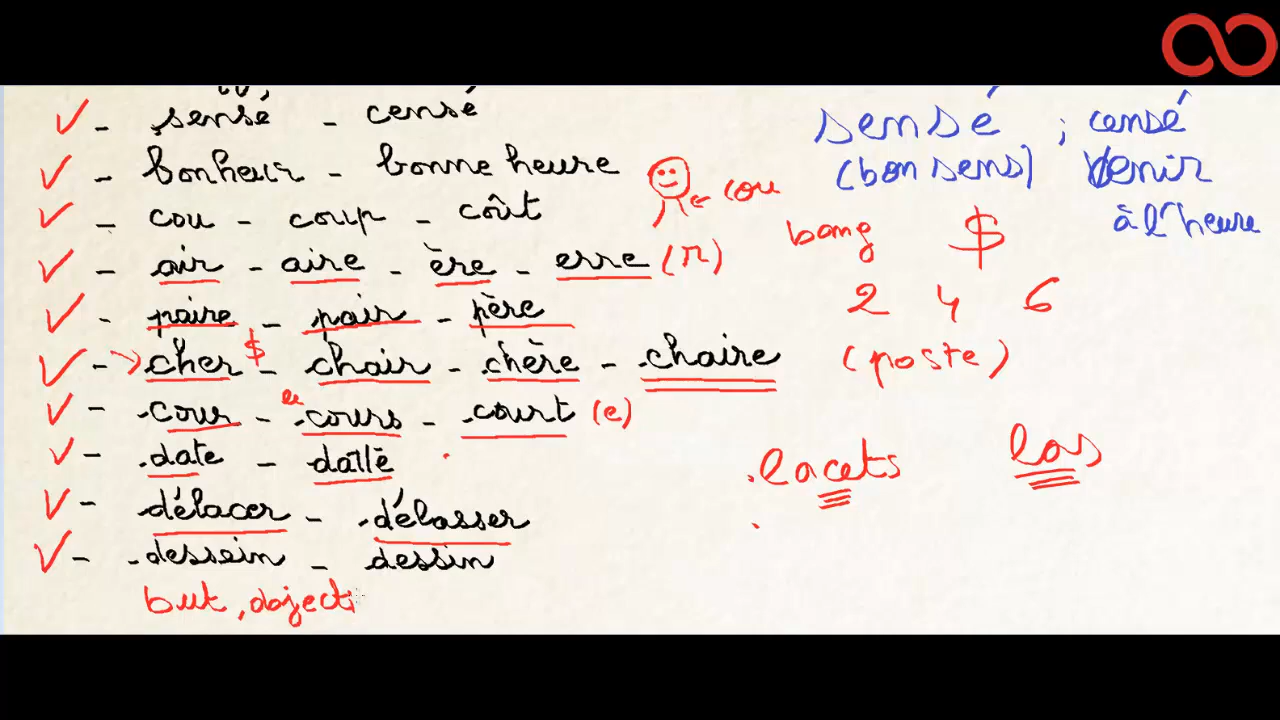 - sensé - censé
- bonheur - bonne heure
- cou - coup - coût
- air - aire - ère - erre (r)
- paire - pair - père
- cher $ - chair - chère - chaire
- cour - le cours - court (e)
- date - datte
- délacer - délasser
- dessein - dessin
but, objecti
cou
sensé ; censé
(bon sens) venir
à l'heure
bang $
2 4 6
(poste)
lacets las